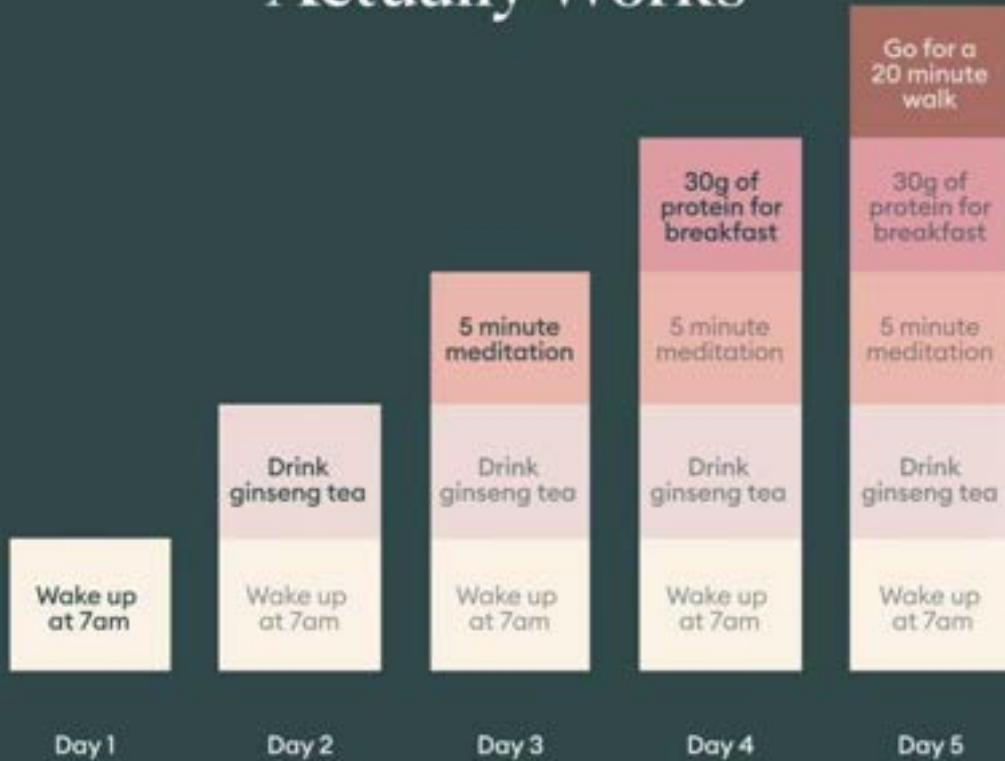 Actually Works
Go for a
20 minute
walk
30g of
protein for
breakfast
30g of
protein for
breakfast
5 minute
meditation
5 minute
meditation
5 minute
meditation
Drink
ginseng tea
Drink
ginseng tea
Drink
ginseng tea
Drink
ginseng tea
Wake up
at 7am
Wake up
at 7am
Wake up
at 7am
Wake up
at 7am
Wake up
at 7am
Day 1
Day 2
Day 3
Day 4
Day 5